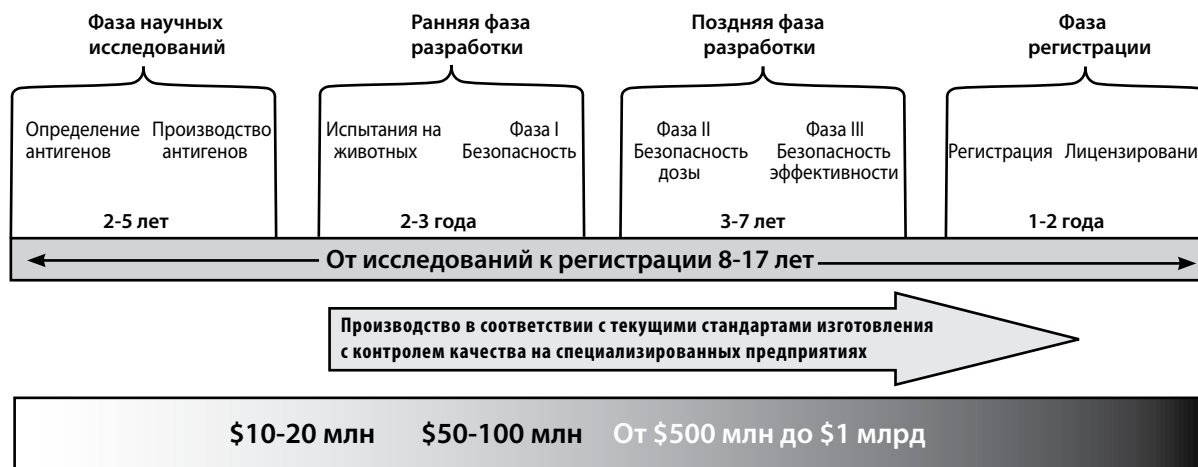 Фаза научных
исследований
Ранняя фаза
разработки
Поздняя фаза
разработки
Фаза
регистрации
Определение
антигенов
Производство
антигенов
Испытания на
животных
Фаза I
Безопасность
Фаза II
Безопасность
дозы
Фаза III
Безопасность
эффективности
Регистрация
Лицензировани
2-5 лет
2-3 года
3-7 лет
1-2 года
От исследований к регистрации 8-17 лет
Производство в соответствии с текущими стандартами изготовления
с контролем качества на специализированных предприятиях
$10-20 млн
$50-100 млн
От $500 млн до $1 млрд